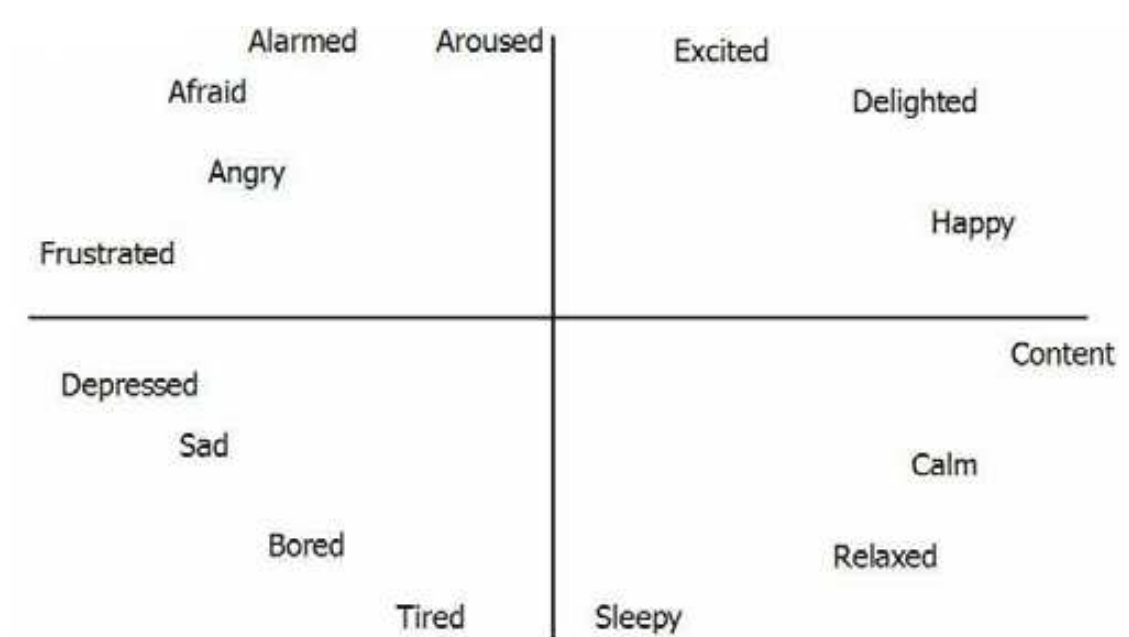 Alarmed
Aroused
Excited
Afraid
Delighted
Angry
Happy
Frustrated
Content
Depressed
Sad
Calm
Bored
Relaxed
Tired
Sleepy